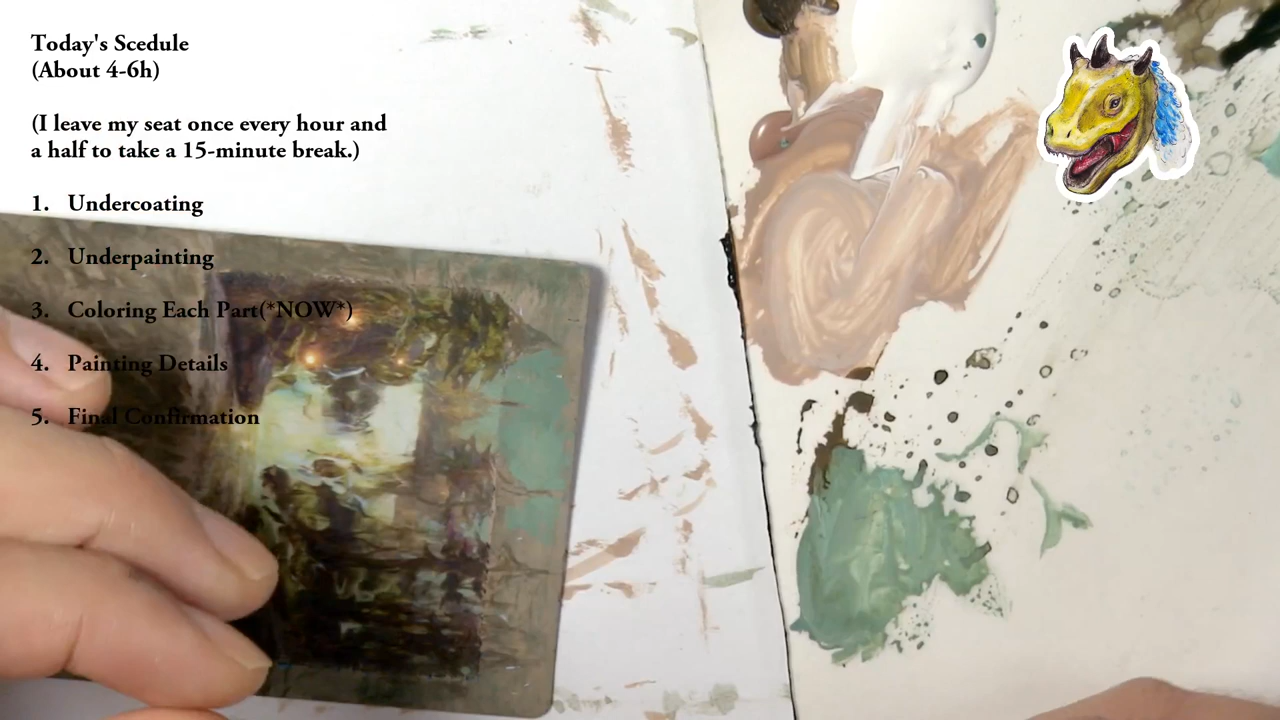 Today's Scedule
(About 4-6h)
(I leave my seat once every hour and
a half to take a 15-minute break.)
1. Undercoating
2. Underpainting
3. Coloring Each Part(*NOW*)
4. Painting Details
5. Final Confirmation